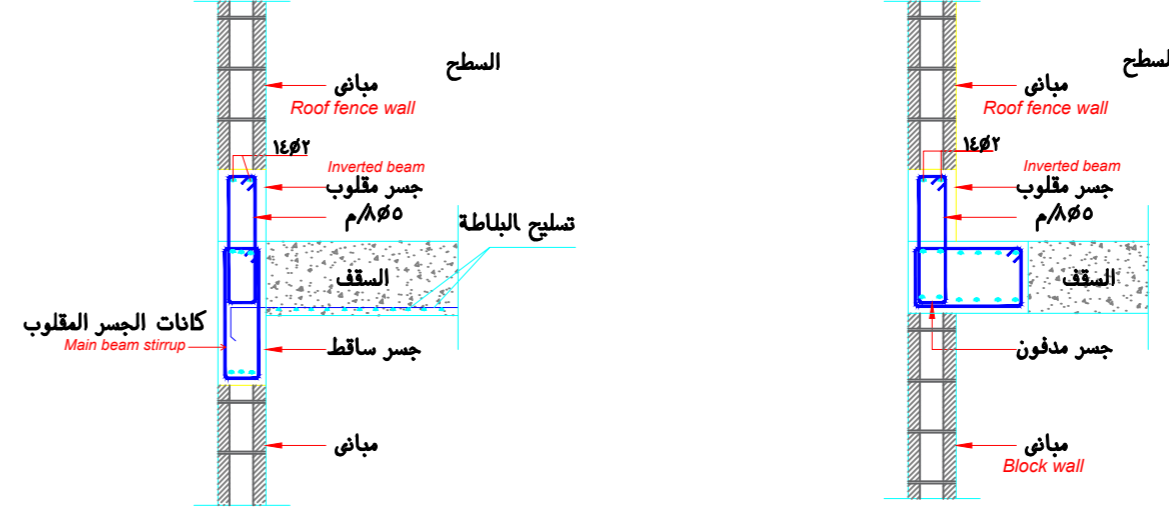 السطح
مبانى
Roof fence wall
١٤Ø٢
Inverted beam
جسر مقلوب
٥Ø٨/م
تسليح البلاطة
السقف
كانات الجسر المقلوب
Main beam stirrup
جسر ساقط
مبانى
السطح
مبانى
Roof fence wall
١٤Ø٢
Inverted beam
جسر مقلوب
٥Ø٨/م
السقف
جسر مدفون
مبانى
Block wall